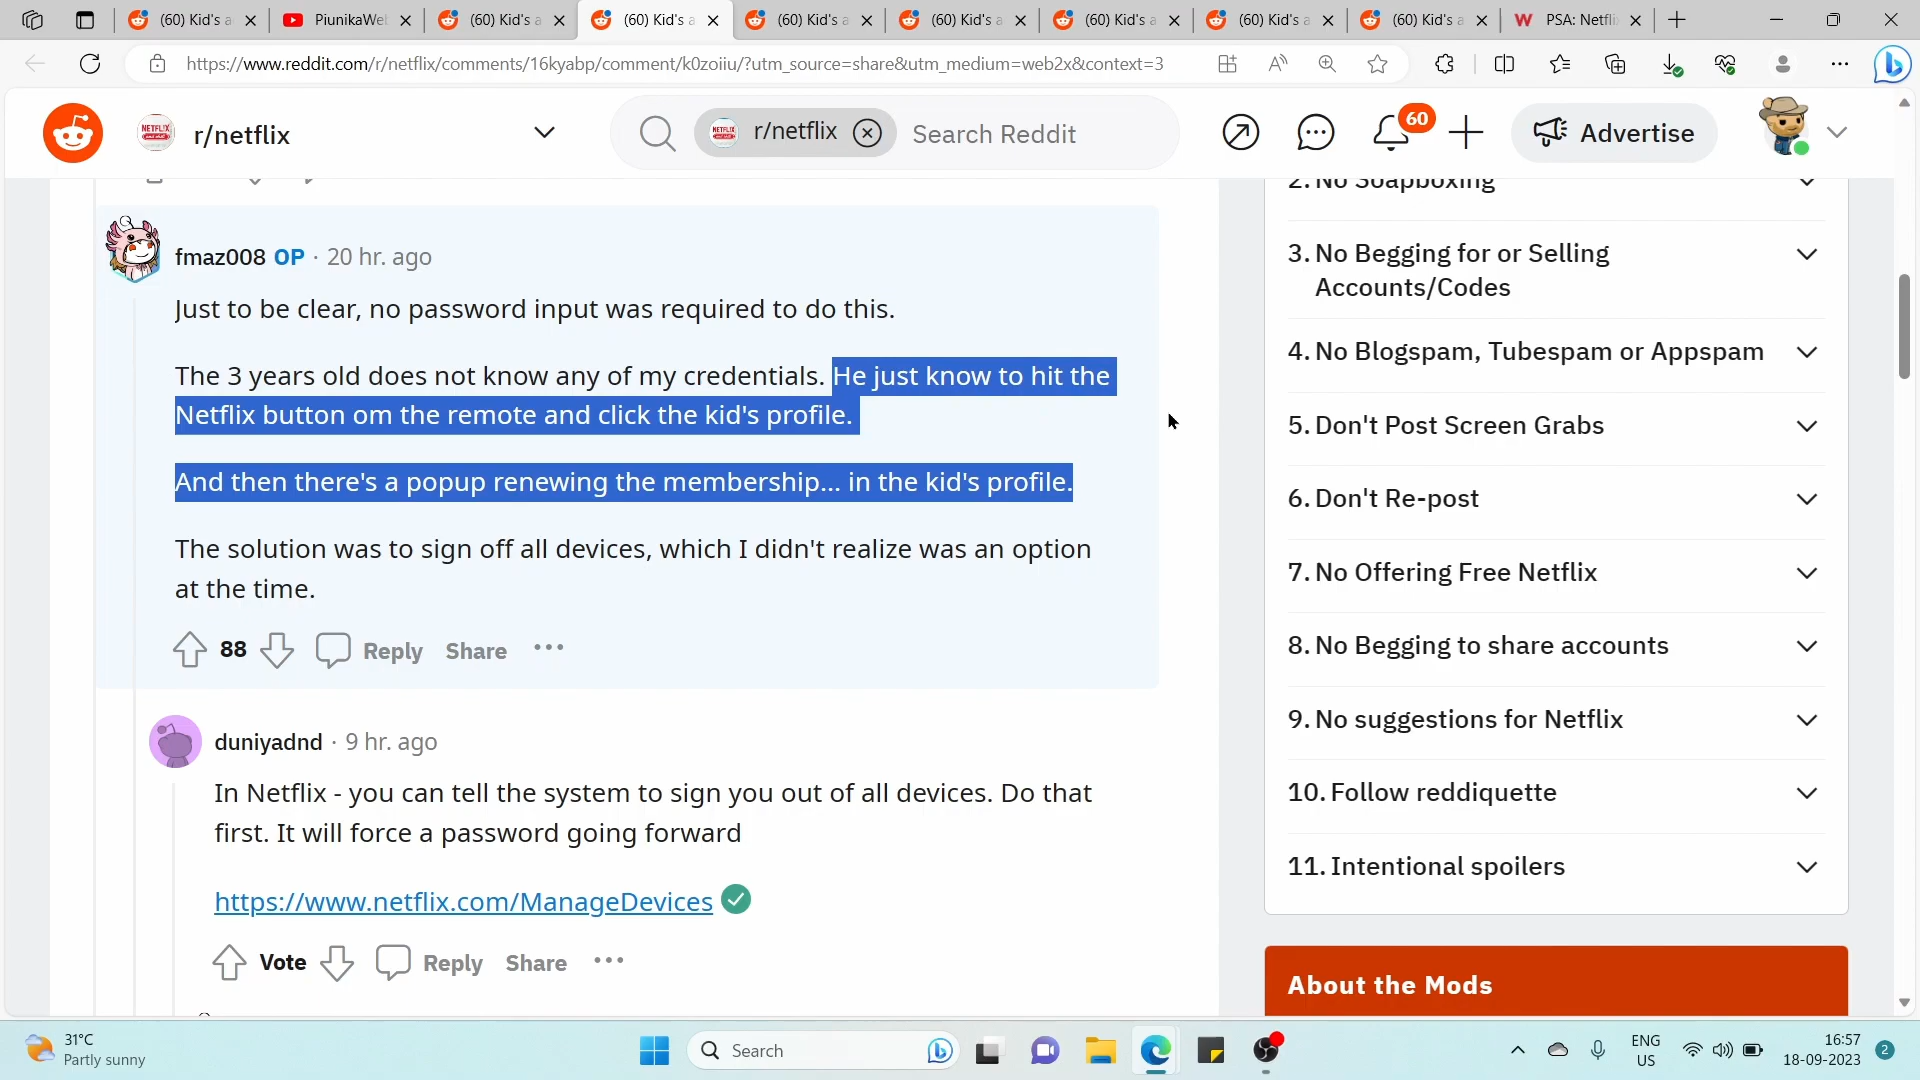 (60) Kid's a
PiunikaWe
(60) Kid's a
(60) Kid's a
(60) Kid's a
(60) Kid's a
(60) Kid's a
(60) Kid's a
(60) Kid's a
PSA: Netfli
https://www.reddit.com/r/netflix/comments/16kyabp/comment/k0zoiiu/?utm_source=share&utm_medium=web2x&context=3
r/netflix
r/netflix
Search Reddit
60
Advertise
fmaz008 OP · 20 hr. ago
Just to be clear, no password input was required to do this.
The 3 years old does not know any of my credentials. He just know to hit the
Netflix button om the remote and click the kid's profile.
And then there's a popup renewing the membership... in the kid's profile.
The solution was to sign off all devices, which I didn't realize was an option
at the time.
88
Reply
Share
duniyadnd · 9 hr. ago
In Netflix - you can tell the system to sign you out of all devices. Do that
first. It will force a password going forward
https://www.netflix.com/ManageDevices
Vote
Reply
Share
2. No Soapboxing
3. No Begging for or Selling
Accounts/Codes
4. No Blogspam, Tubespam or Appspam
5. Don't Post Screen Grabs
6. Don't Re-post
7. No Offering Free Netflix
8. No Begging to share accounts
9. No suggestions for Netflix
10. Follow reddiquette
11. Intentional spoilers
About the Mods
31°C
Partly sunny
Search
ENG
US
16:57
18-09-2023
2